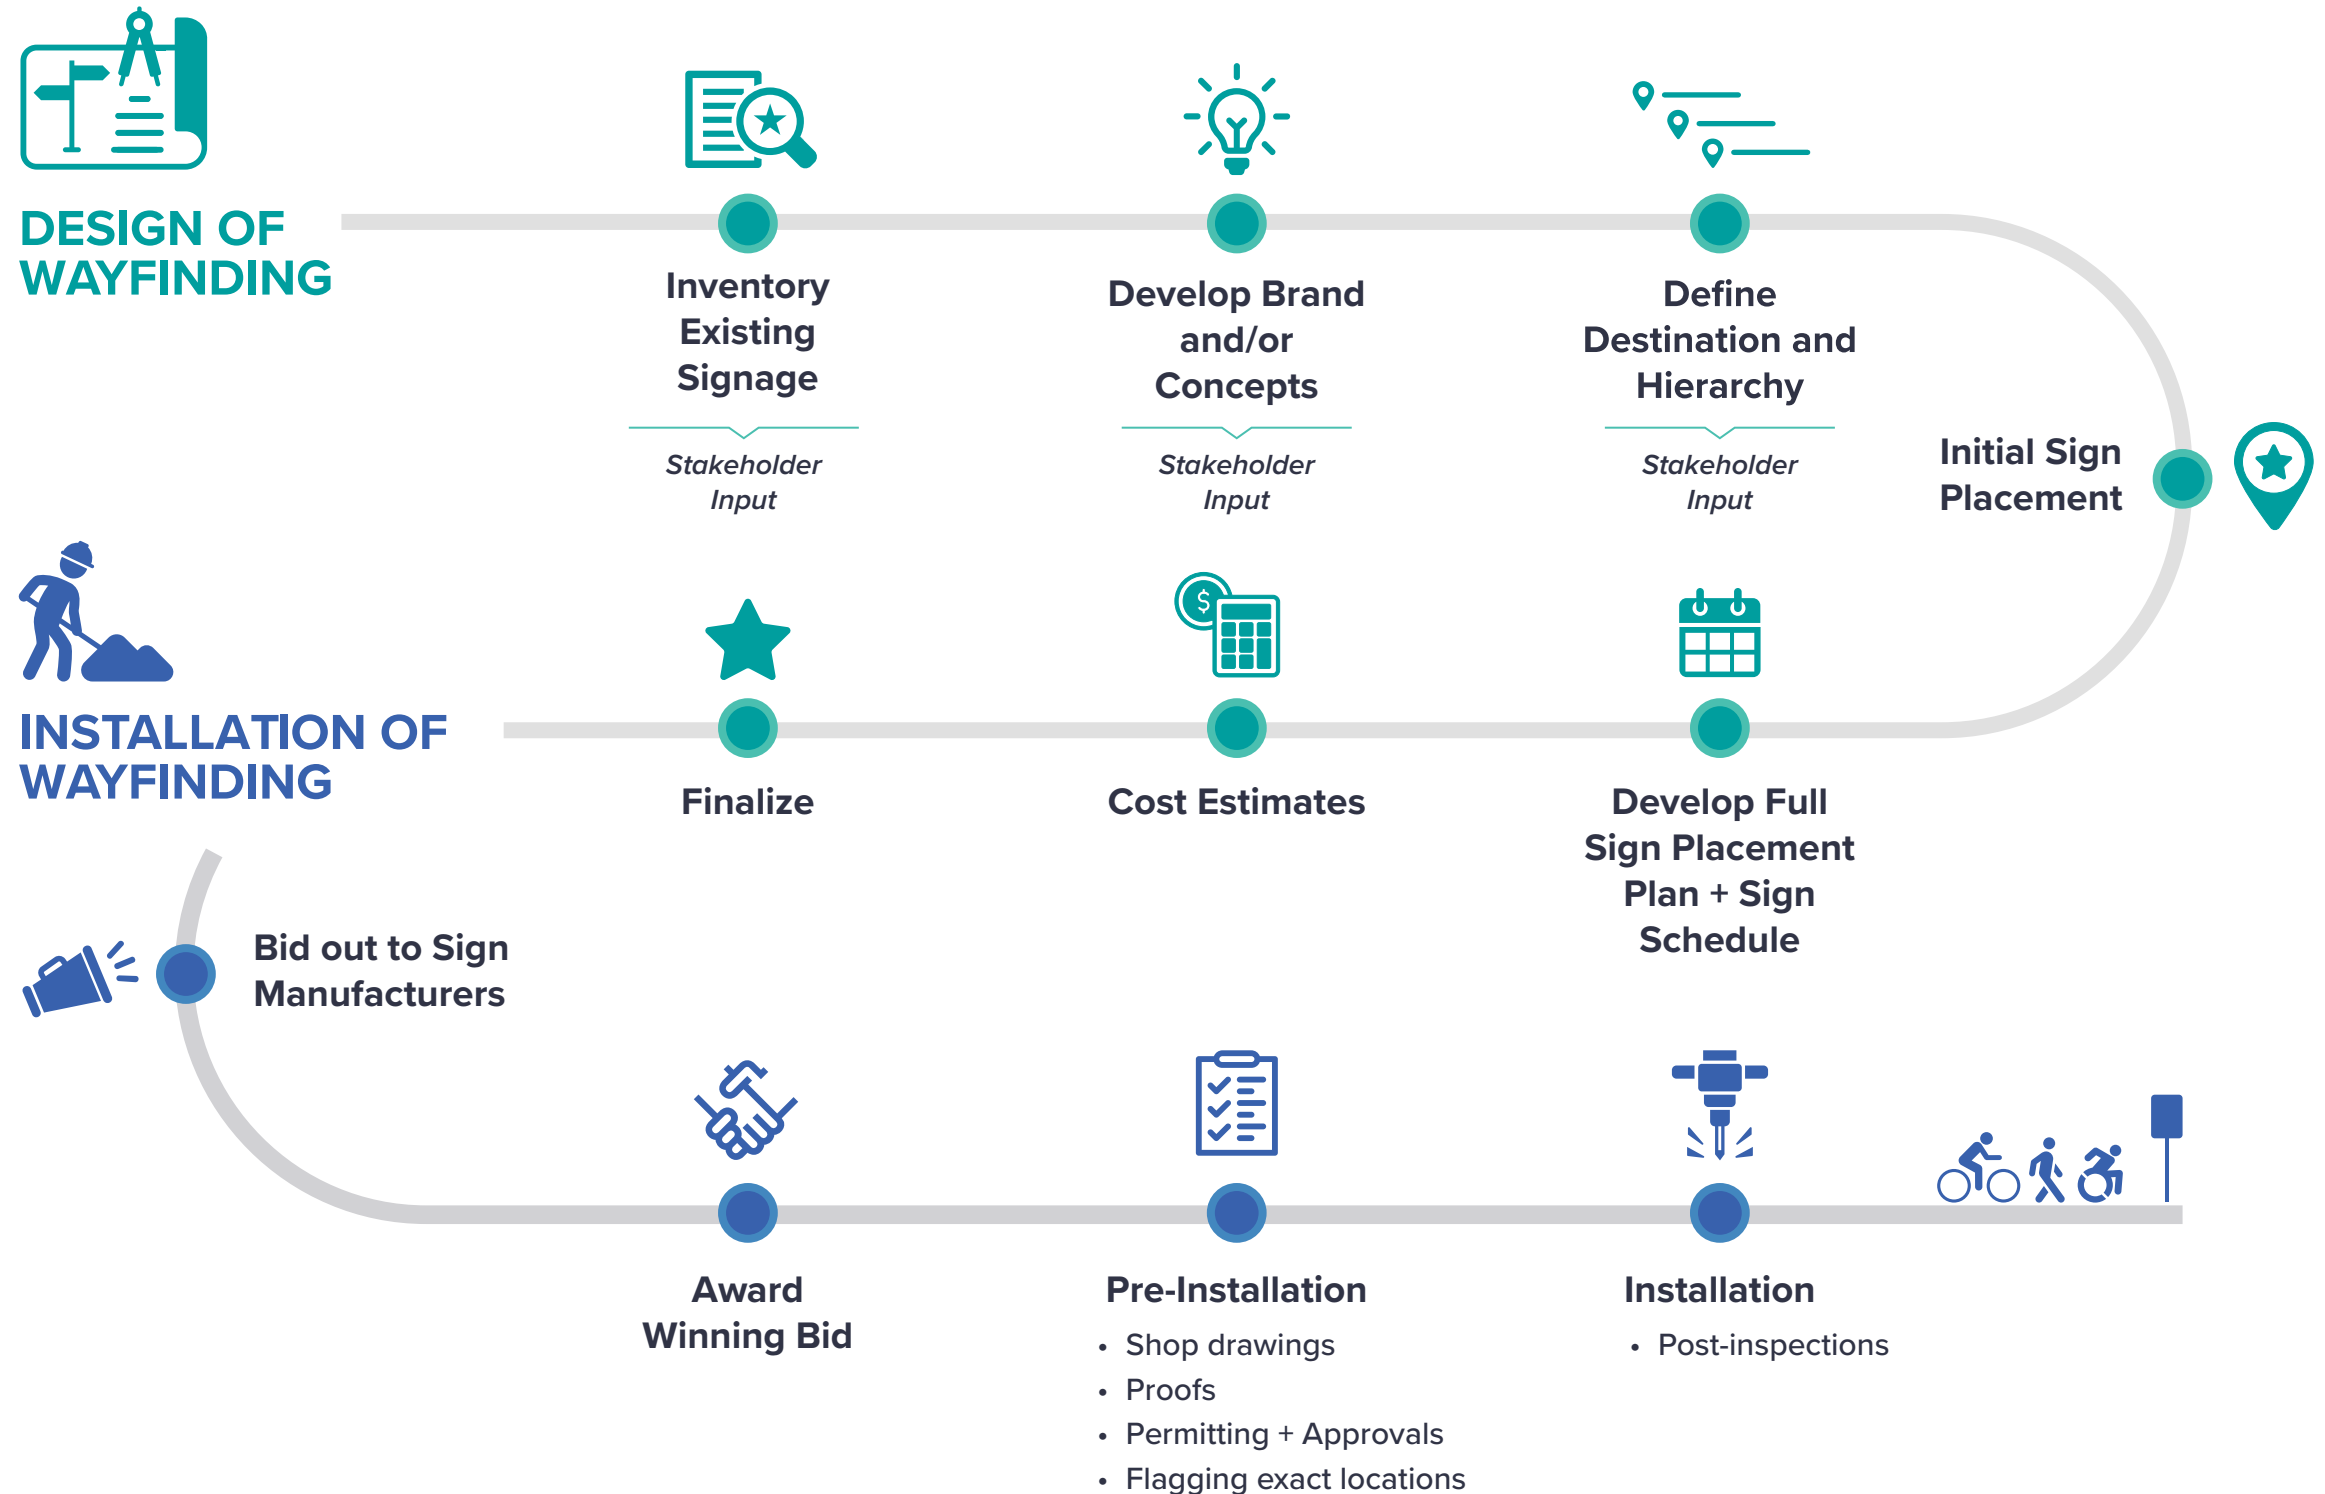 DESIGN OF
WAYFINDING
Inventory
Existing
Signage
Stakeholder
Input
Develop Brand
and/or
Concepts
Stakeholder
Input
Define
Destination and
Hierarchy
Stakeholder
Input
Initial Sign
Placement
$
Develop Full
Sign Placement
Plan + Sign
Schedule
Cost Estimates
Finalize
INSTALLATION OF
WAYFINDING
Bid out to Sign
Manufacturers
Award
Winning Bid
Pre-Installation
• Shop drawings
• Proofs
• Permitting + Approvals
• Flagging exact locations
Installation
• Post-inspections